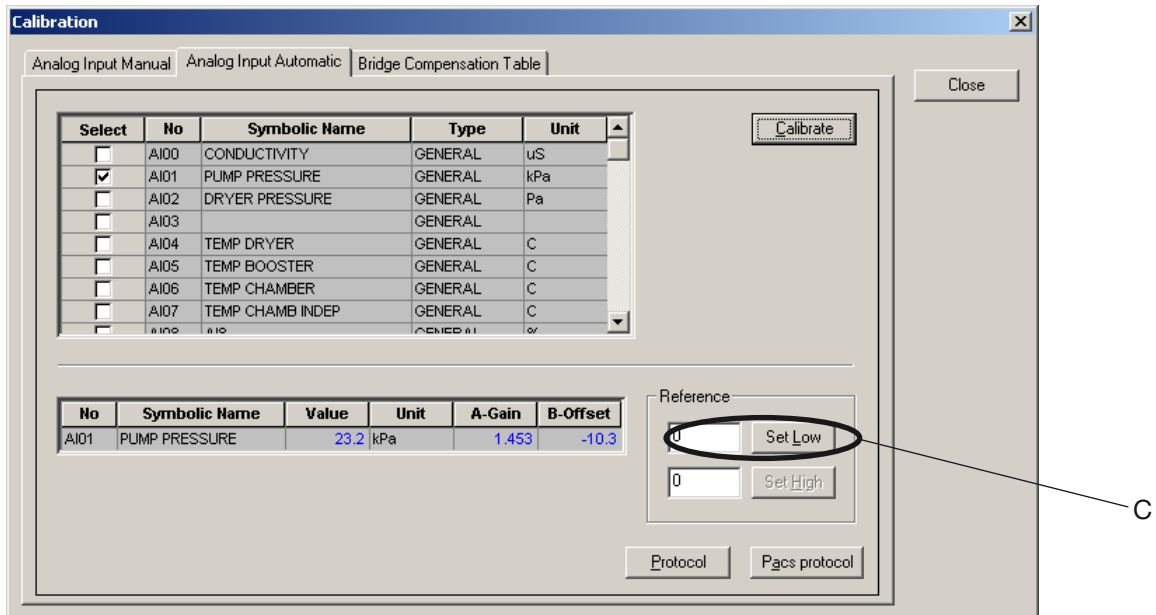 Calibration
Analog Input Manual Analog Input Automatic Bridge Compensation Table
Close
Calibrate
Select No Symbolic Name Type Unit
AI00 CONDUCTIVITY GENERAL uS
AI01 PUMP PRESSURE GENERAL kPa
AI02 DRYER PRESSURE GENERAL Pa
AI03 GENERAL
AI04 TEMP DRYER GENERAL C
AI05 TEMP BOOSTER GENERAL C
AI06 TEMP CHAMBER GENERAL C
AI07 TEMP CHAMB INDEP GENERAL C
No Symbolic Name Value Unit A-Gain B-Offset
AI01 PUMP PRESSURE 23.2 kPa 1.453 -10.3
Reference
0 Set Low
0 Set High
C
Protocol Pacs protocol